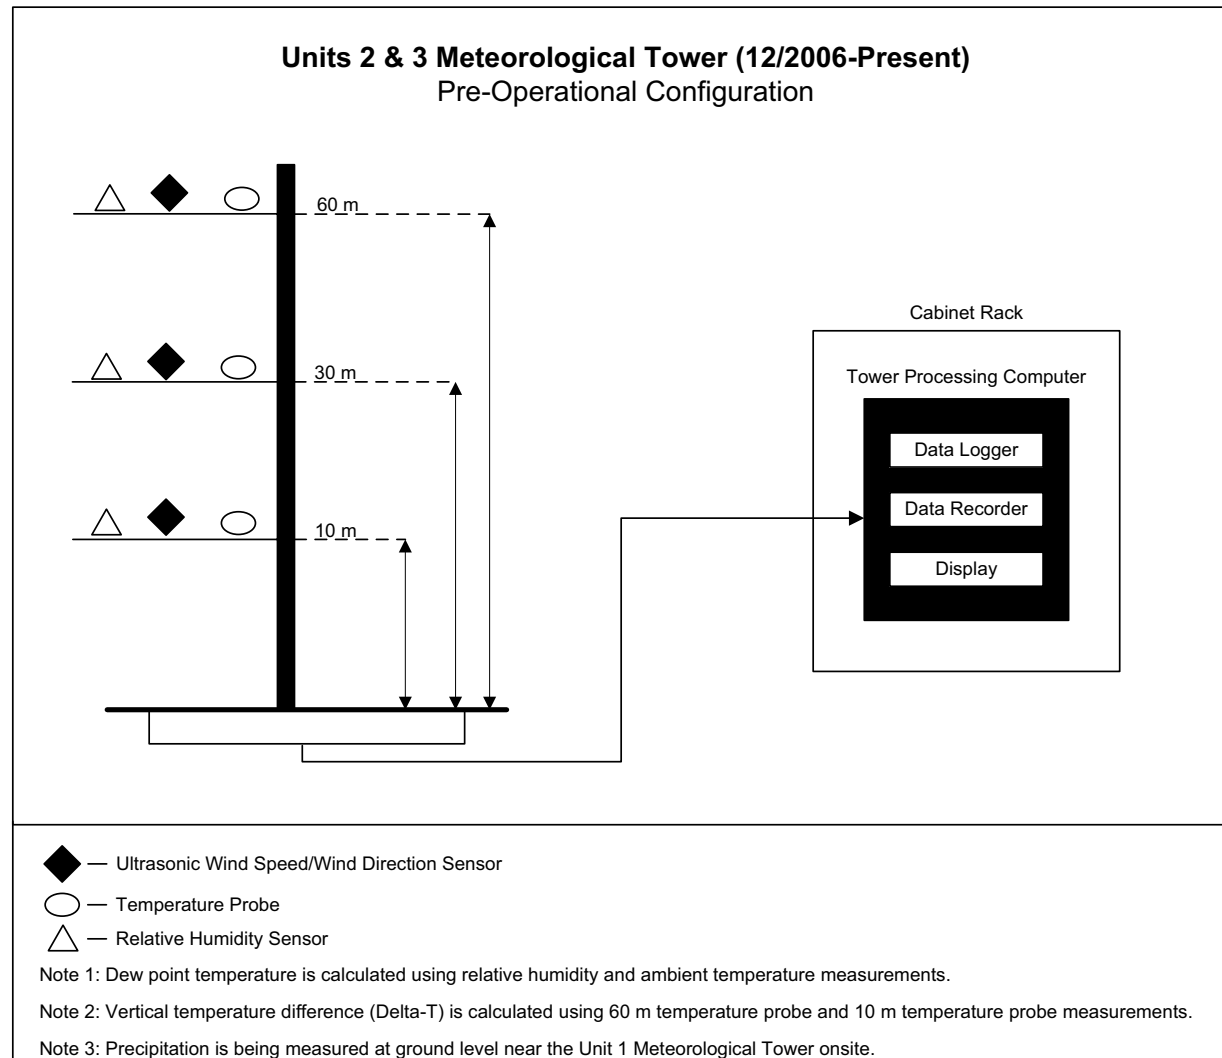 Units 2 & 3 Meteorological Tower (12/2006-Present)
Pre-Operational Configuration
60 m
30 m
10 m
Cabinet Rack
Tower Processing Computer
Data Logger
Data Recorder
Display
— Ultrasonic Wind Speed/Wind Direction Sensor
— Temperature Probe
— Relative Humidity Sensor
Note 1: Dew point temperature is calculated using relative humidity and ambient temperature measurements.
Note 2: Vertical temperature difference (Delta-T) is calculated using 60 m temperature probe and 10 m temperature probe measurements.
Note 3: Precipitation is being measured at ground level near the Unit 1 Meteorological Tower onsite.